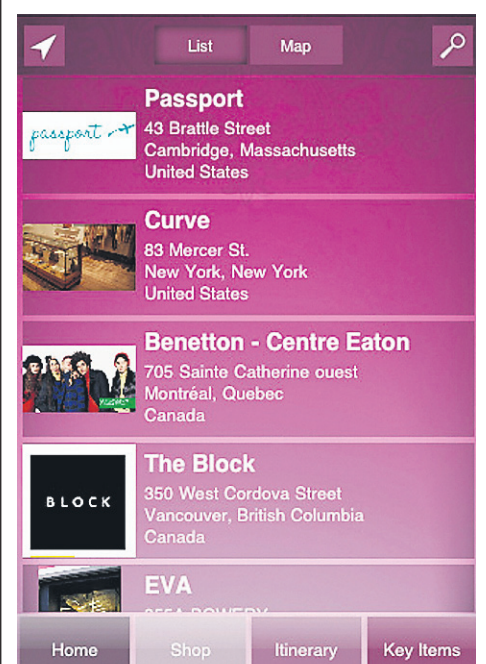 List
Map
passport
Passport
43 Brattle Street
Cambridge, Massachusetts
United States
Curve
83 Mercer St.
New York, New York
United States
Benetton - Centre Eaton
705 Sainte Catherine ouest
Montréal, Quebec
Canada
BLOCK
The Block
350 West Cordova Street
Vancouver, British Columbia
Canada
EVA
355A BOWERY
Home
Shop
Itinerary
Key Items